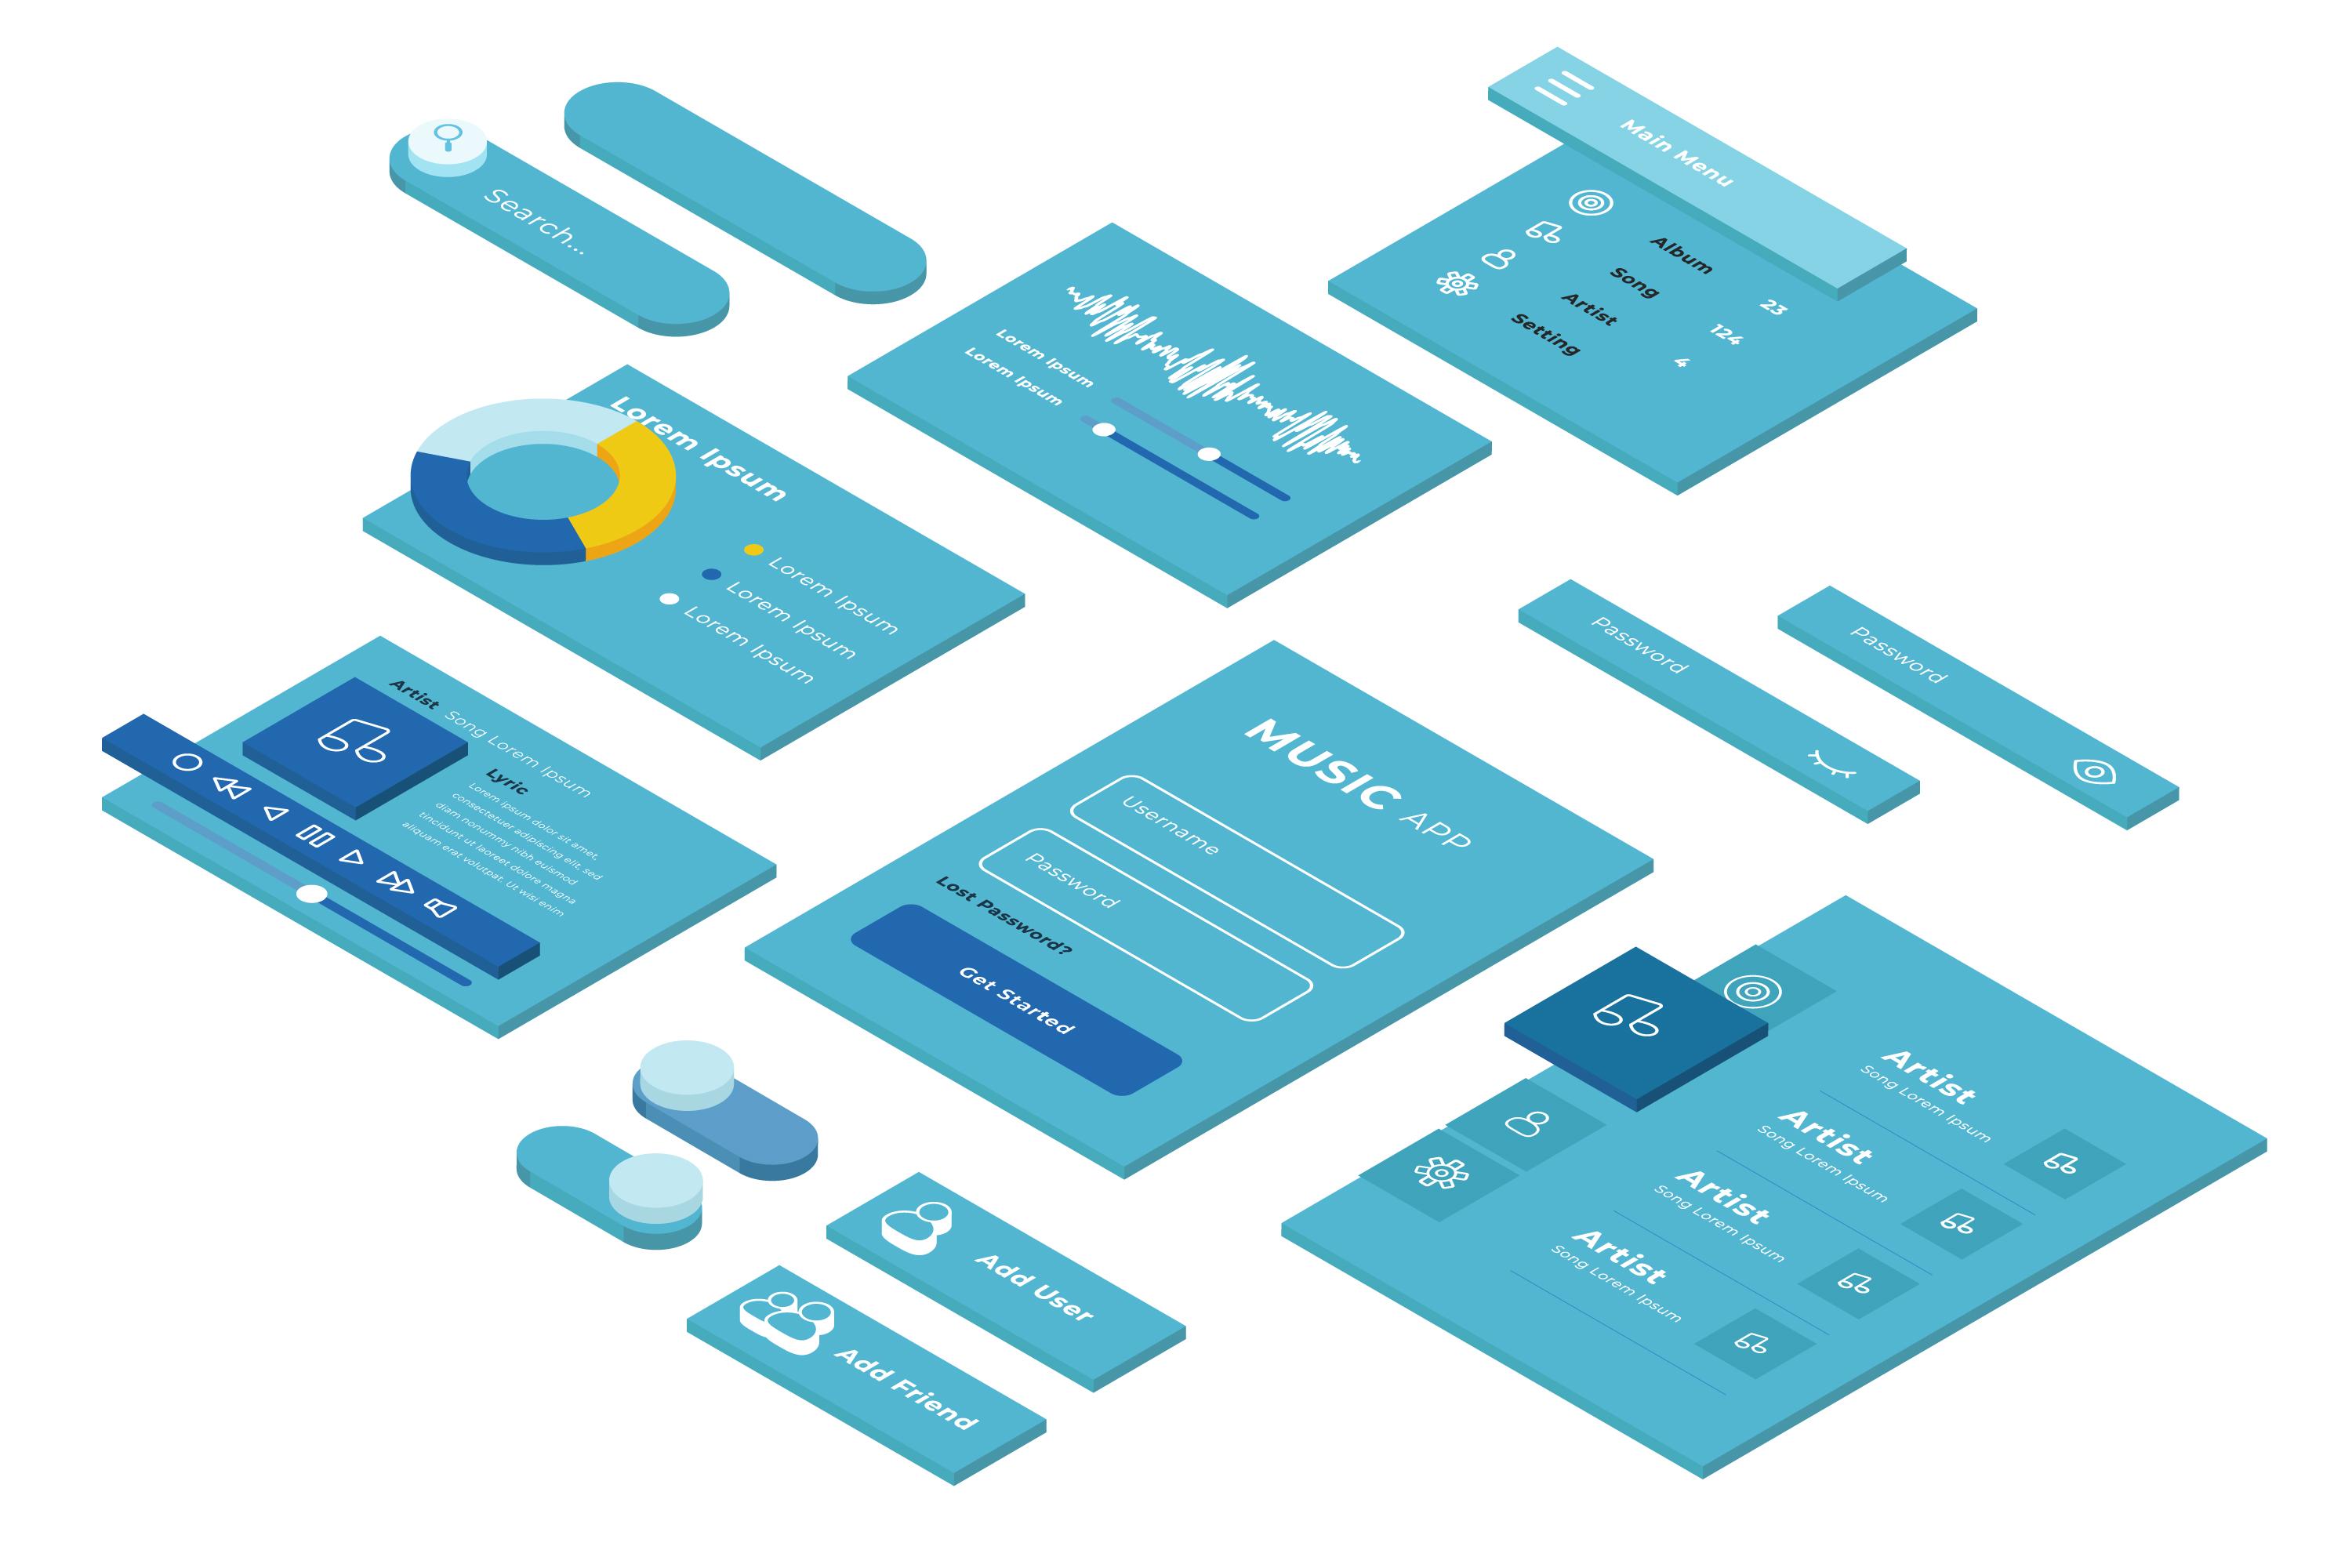 Search...
Main Menu
Album 23
Song 124
Artist 4
Setting
Lorem Ipsum
Lorem Ipsum
Lorem Ipsum
Lorem Ipsum
Lorem Ipsum
Lorem Ipsum
Password
Password
Artist Song Lorem Ipsum
Lyric
Lorem ipsum dolor sit amet,
consectetuer adipiscing elit, sed
diam nonummy nibh euismod
tincidunt ut laoreet dolore magna
aliquam erat volutpat. Ut wisi enim
MUSIC APP
Username
Password
Lost Password?
Get Started
Artist
Song Lorem Ipsum
Artist
Song Lorem Ipsum
Artist
Song Lorem Ipsum
Artist
Song Lorem Ipsum
Add User
Add Friend